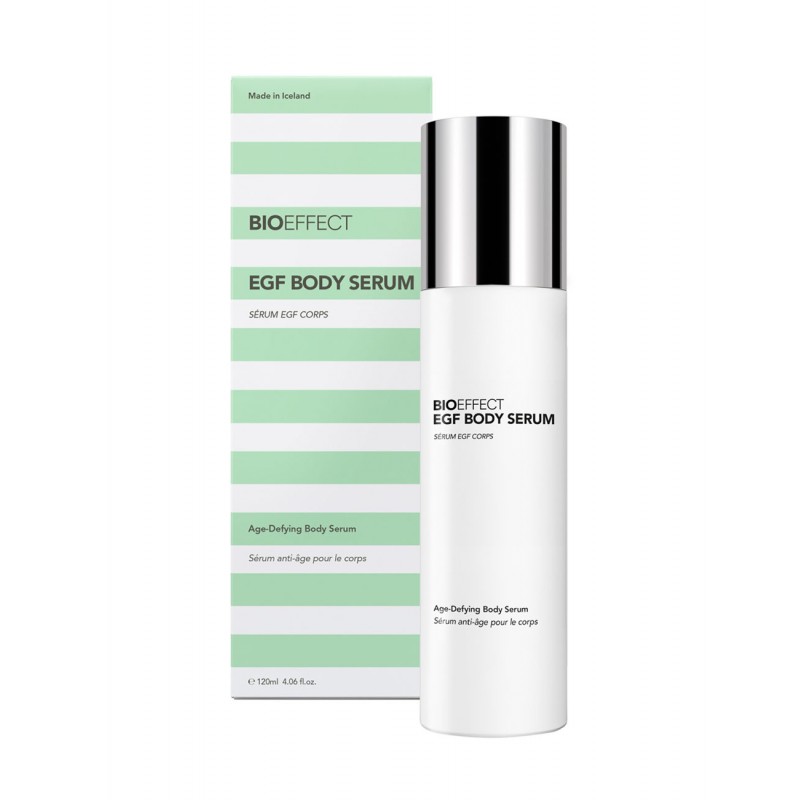 Made in Iceland
BIOEFFECT
EGF BODY SERUM
SÉRUM EGF CORPS
Age-Defying Body Serum
Sérum anti-âge pour le corps
℮ 120ml 4.06 fl.oz.
BIOEFFECT
EGF BODY SERUM
SÉRUM EGF CORPS
Age-Defying Body Serum
Sérum anti-âge pour le corps